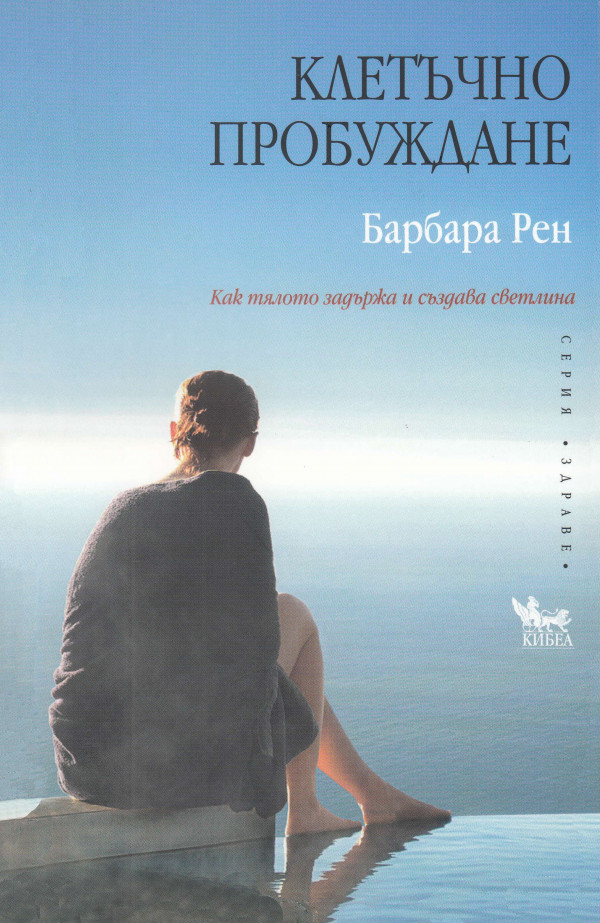 КЛЕТЪЧНО
ПРОБУЖДАНЕ
Барбара Рен
Как тялото задържа и създава светлина
СЕРИЯ • ЗДРАВЕ •
КИБЕА